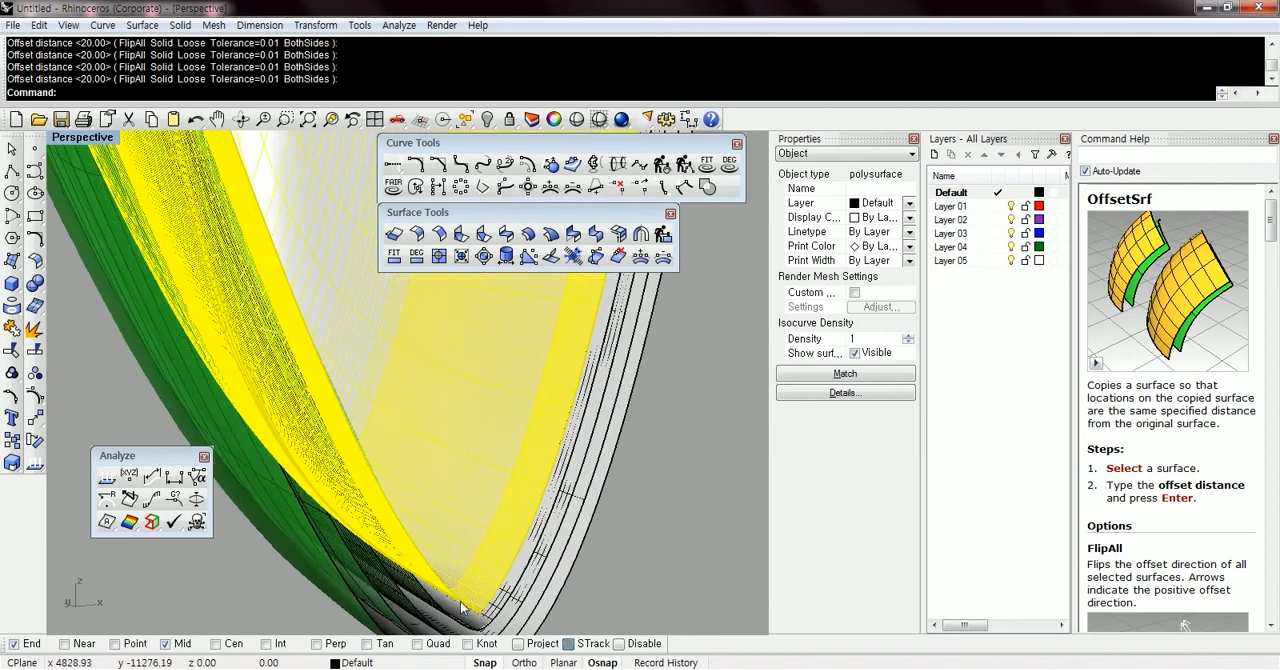 Untitled - Rhinoceros (Corporate) - [Perspective]
File Edit View Curve Surface Solid Mesh Dimension Transform Tools Analyze Render Help
Offset distance <20.00> ( FlipAll Solid Loose Tolerance=0.01 BothSides ):
Offset distance <20.00> ( FlipAll Solid Loose Tolerance=0.01 BothSides ):
Offset distance <20.00> ( FlipAll Solid Loose Tolerance=0.01 BothSides ):
Offset distance <20.00> ( FlipAll Solid Loose Tolerance=0.01 BothSides ):
Command:
Perspective
Curve Tools
FIT DEG
FAIR
Surface Tools
FIT DEG
Analyze
z
y x
Properties
Object
Object type polysurface
Name
Layer Default
Display C... By La...
Linetype By Layer
Print Color By La...
Print Width By Layer
Render Mesh Settings
Custom ...
Settings Adjust...
Isocurve Density
Density 1
Show surf... Visible
Match
Details...
Layers - All Layers
Name M
Default
Layer 01
Layer 02
Layer 03
Layer 04
Layer 05
Command Help
Auto-Update
OffsetSrf
Copies a surface so that
locations on the copied surface
are the same specified distance
from the original surface.
Steps:
1. Select a surface.
2. Type the offset distance
and press Enter.
Options
FlipAll
Flips the offset direction of all
selected surfaces. Arrows
indicate the positive offset
direction.
End Near Point Mid Cen Int Perp Tan Quad Knot Project STrack Disable
CPlane x 4828.93 y -11276.19 z 0.00 0.00 Default Snap Ortho Planar Osnap Record History